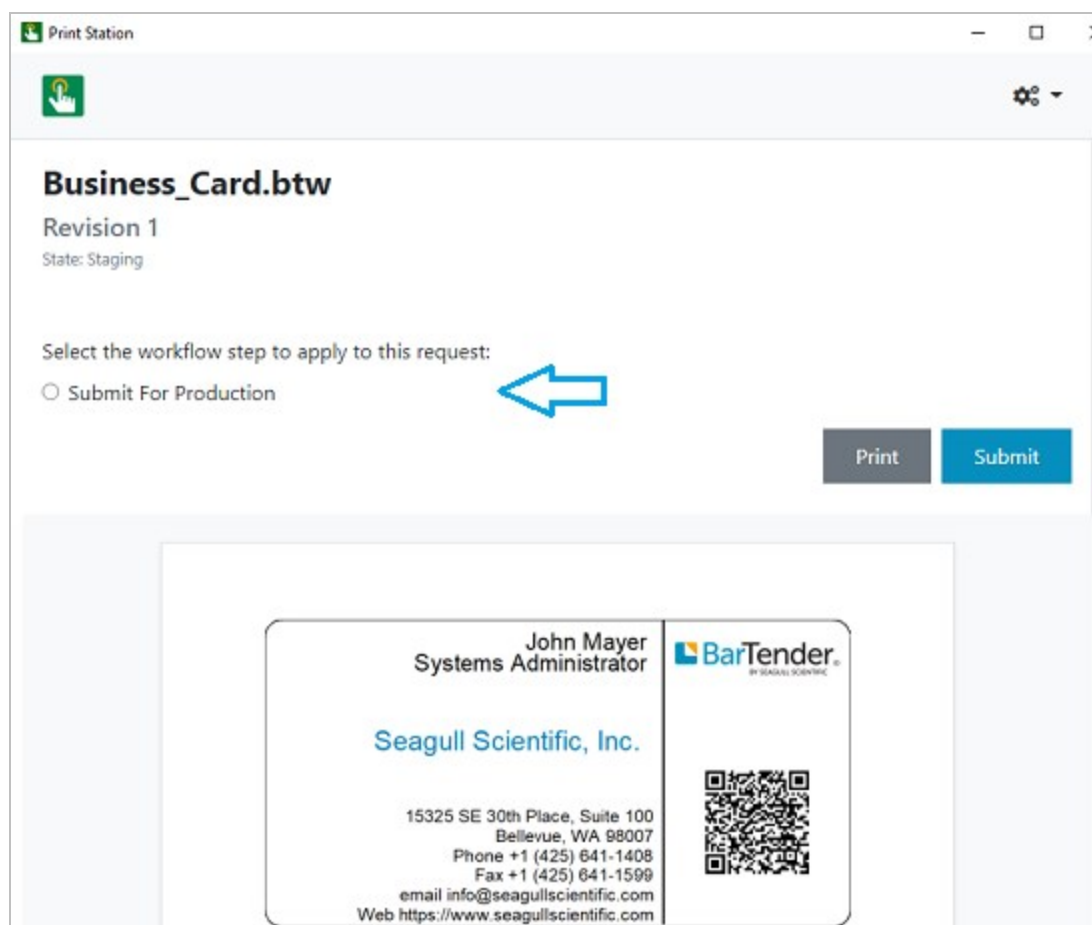 Print Station
Business_Card.btw
Revision 1
State: Staging
Select the workflow step to apply to this request:
Submit For Production
Print
Submit
John Mayer
Systems Administrator
BarTender®
BY SEAGULL SCIENTIFIC
Seagull Scientific, Inc.
15325 SE 30th Place, Suite 100
Bellevue, WA 98007
Phone +1 (425) 641-1408
Fax +1 (425) 641-1599
email info@seagullscientific.com
Web https://www.seagullscientific.com